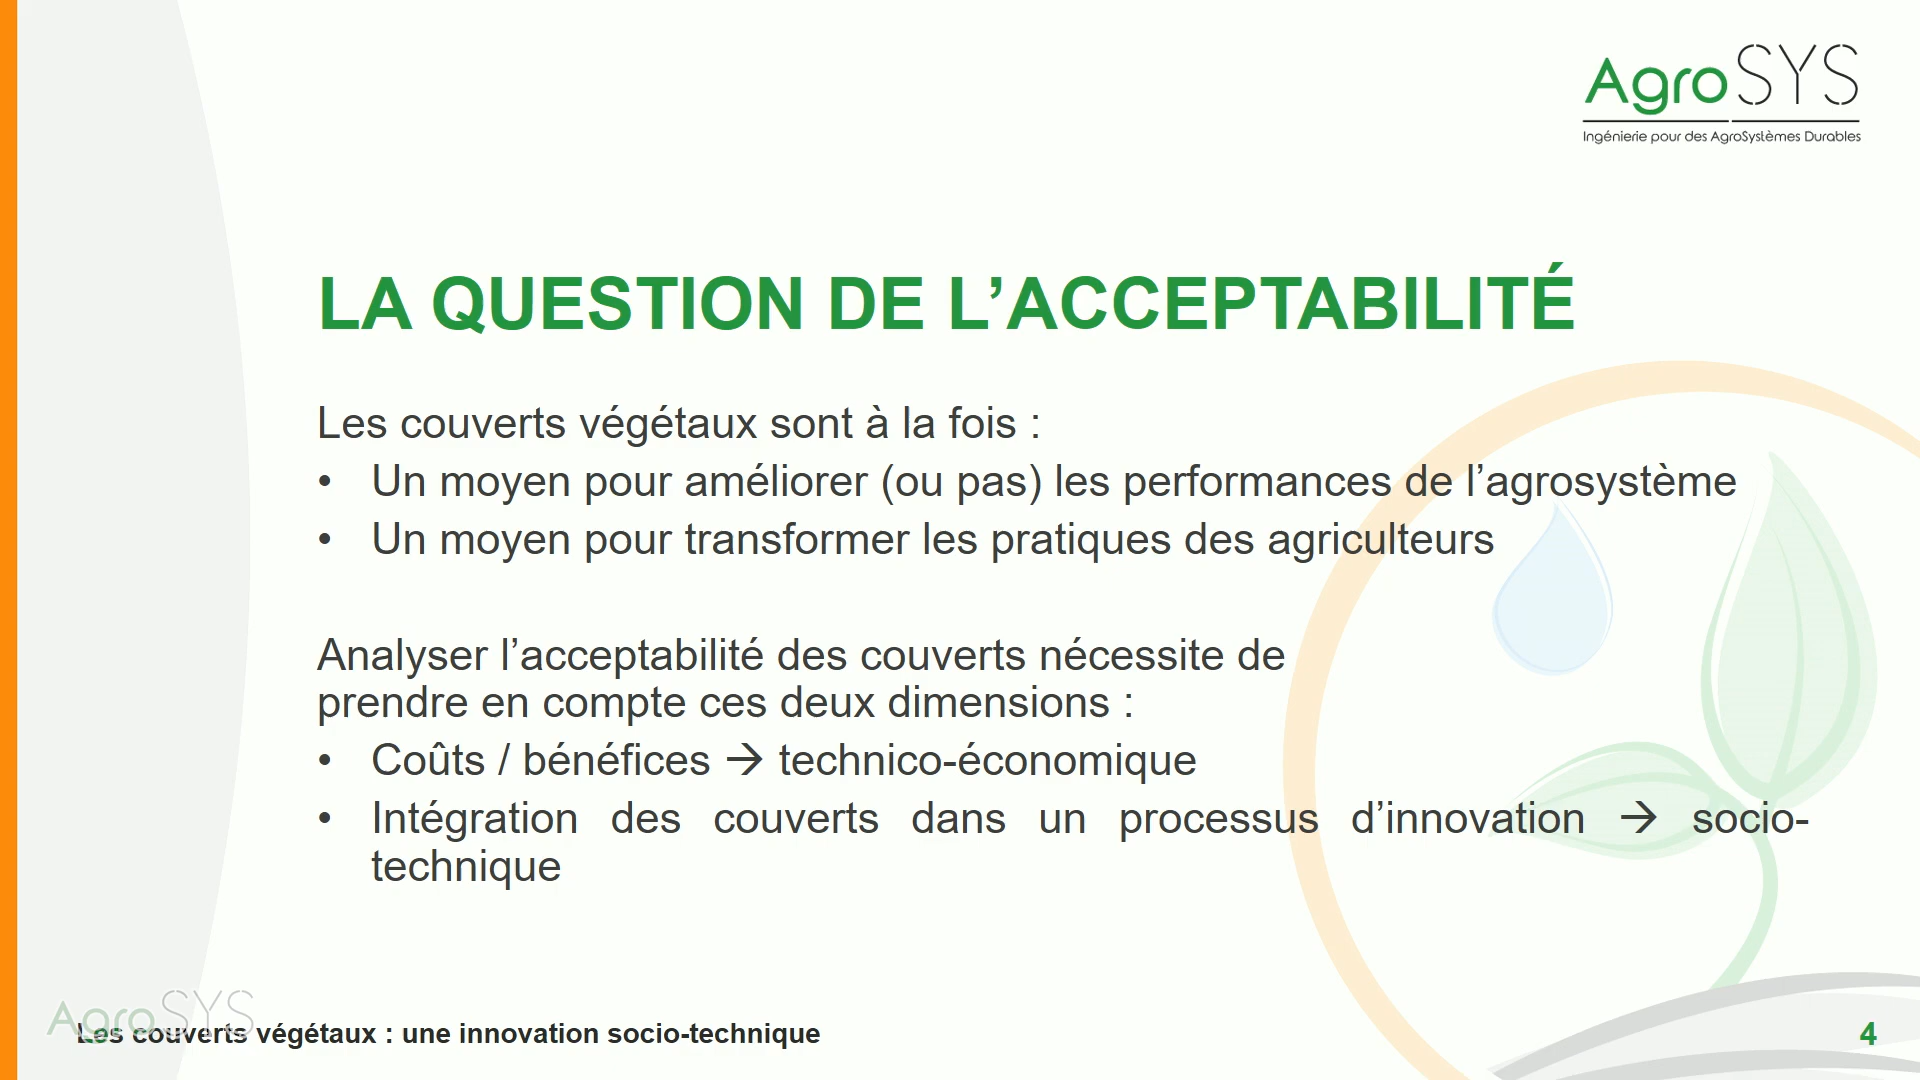 AgroSYS
Ingénierie pour des AgroSystèmes Durables
LA QUESTION DE L’ACCEPTABILITÉ
Les couverts végétaux sont à la fois :
• Un moyen pour améliorer (ou pas) les performances de l’agrosystème
• Un moyen pour transformer les pratiques des agriculteurs
Analyser l’acceptabilité des couverts nécessite de
prendre en compte ces deux dimensions :
• Coûts / bénéfices → technico-économique
• Intégration des couverts dans un processus d’innovation → socio-
technique
AgroSYS
Les couverts végétaux : une innovation socio-technique
4